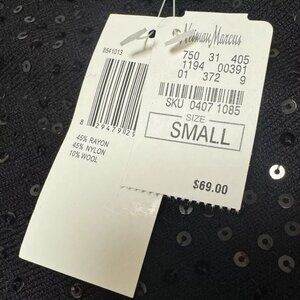 8541013
45% RAYON
45% NYLON
10% WOOL
Neiman Marcus
750 31 405
1194 00391
01 372 9
SKU 0407 1085
SIZE
SMALL
$69.00